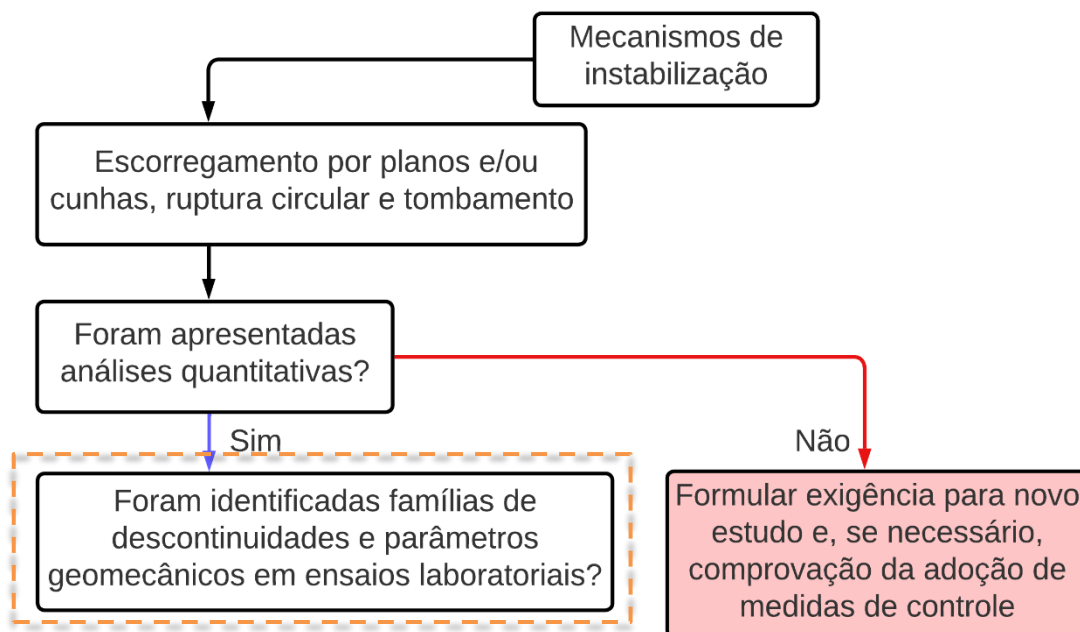 Mecanismos de
instabilização
Escorregamento por planos e/ou
cunhas, ruptura circular e tombamento
Foram apresentadas
análises quantitativas?
Sim
Não
Foram identificadas famílias de
descontinuidades e parâmetros
geomecânicos em ensaios laboratoriais?
Formular exigência para novo
estudo e, se necessário,
comprovação da adoção de
medidas de controle